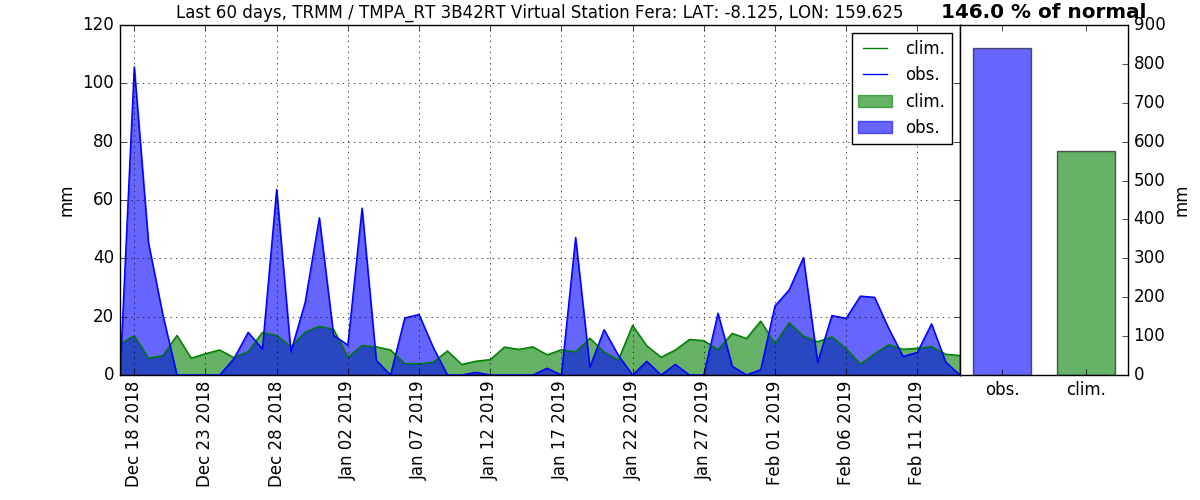 Last 60 days, TRMM / TMPA_RT 3B42RT Virtual Station Fera: LAT: -8.125, LON: 159.625
146.0 % of normal
120
100
80
60
40
20
0
mm
clim.
obs.
clim.
obs.
900
800
700
600
500
400
300
200
100
0
mm
obs.
clim.
Dec 18 2018
Dec 23 2018
Dec 28 2018
Jan 02 2019
Jan 07 2019
Jan 12 2019
Jan 17 2019
Jan 22 2019
Jan 27 2019
Feb 01 2019
Feb 06 2019
Feb 11 2019